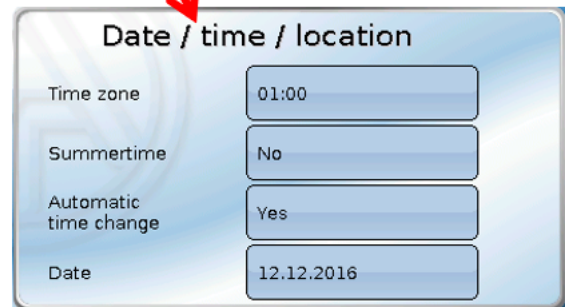 Date / time / location
Time zone 01:00
Summertime No
Automatic
time change Yes
Date 12.12.2016